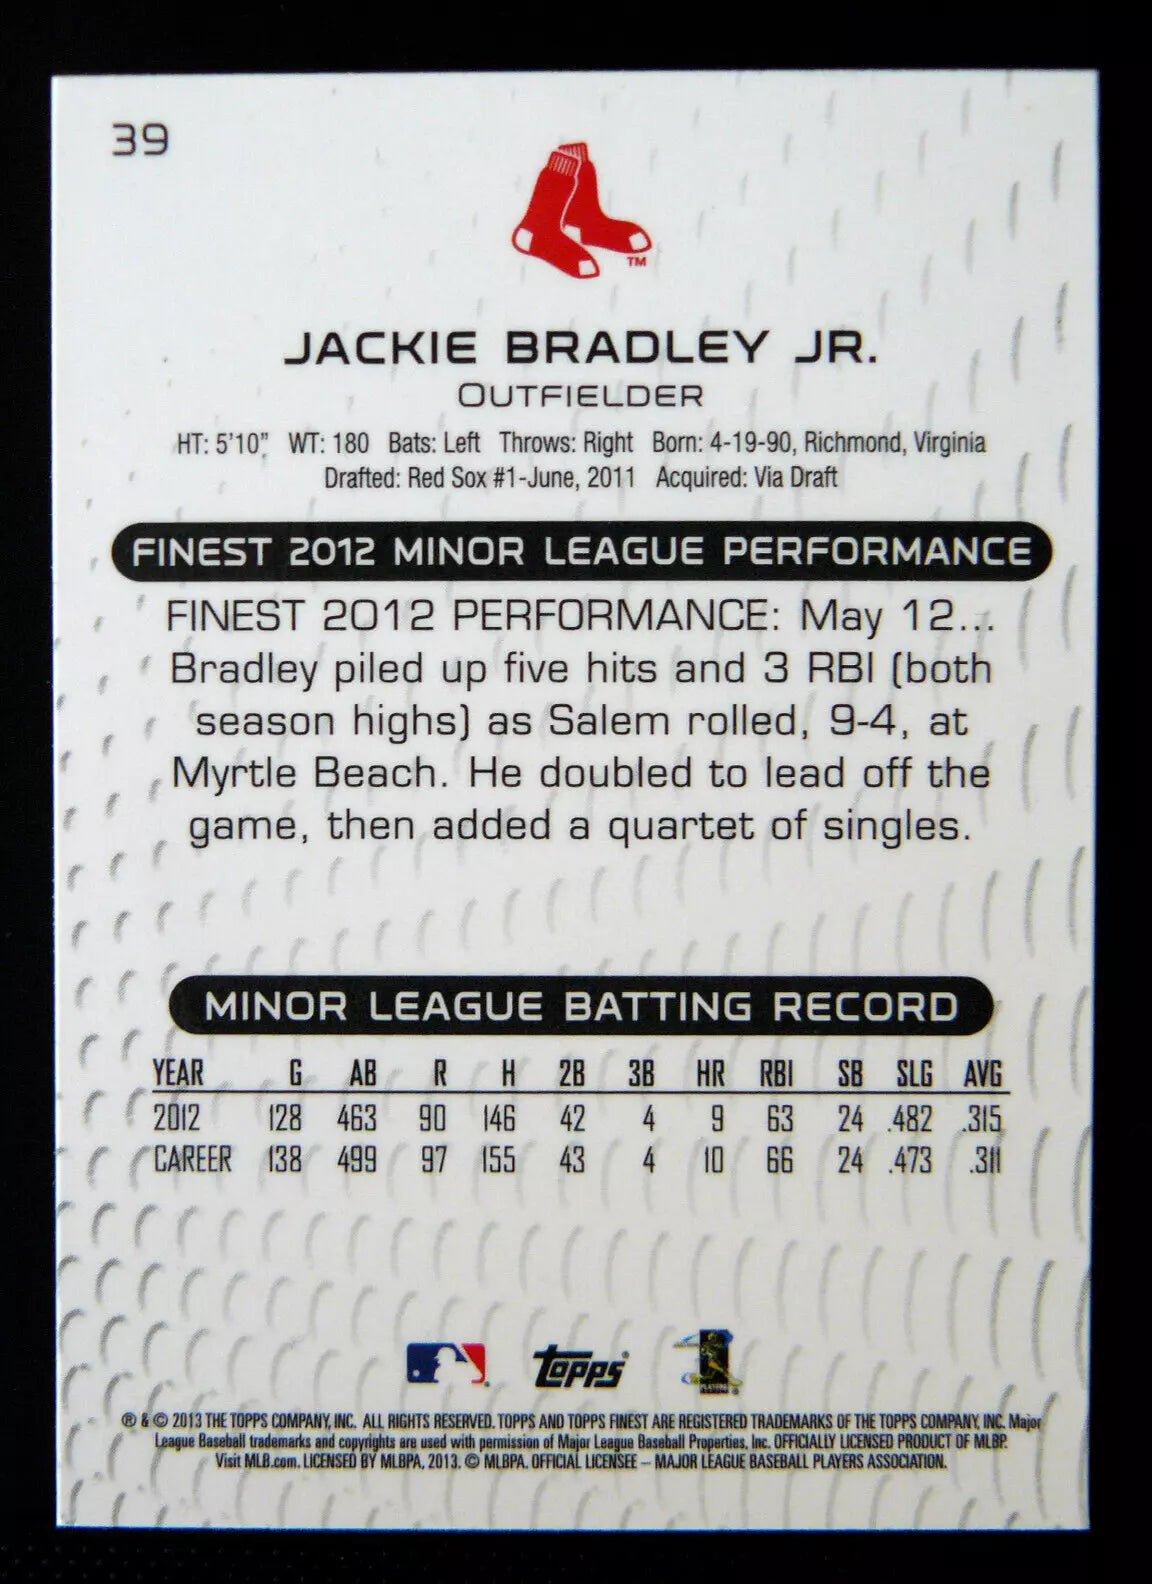 39
TM
JACKIE BRADLEY JR.
OUTFIELDER
HT: 5'10" WT: 180 Bats: Left Throws: Right Born: 4-19-90, Richmond, Virginia
Drafted: Red Sox #1-June, 2011 Acquired: Via Draft
FINEST 2012 MINOR LEAGUE PERFORMANCE
FINEST 2012 PERFORMANCE: May 12...
Bradley piled up five hits and 3 RBI (both
season highs) as Salem rolled, 9-4, at
Myrtle Beach. He doubled to lead off the
game, then added a quartet of singles.
MINOR LEAGUE BATTING RECORD
YEAR G AB R H 2B 3B HR RBI SB SLG AVG
2012 128 463 90 146 42 4 9 63 24 .482 .315
CAREER 138 499 97 155 43 4 10 66 24 .473 .311
Topps
® & © 2013 THE TOPPS COMPANY, INC. ALL RIGHTS RESERVED. TOPPS AND TOPPS FINEST ARE REGISTERED TRADEMARKS OF THE TOPPS COMPANY, INC. Major
League Baseball trademarks and copyrights are used with permission of Major League Baseball Properties, Inc. OFFICIALLY LICENSED PRODUCT OF MLBP.
Visit MLB.com. LICENSED BY MLBPA, 2013. © MLBPA. OFFICIAL LICENSEE – MAJOR LEAGUE BASEBALL PLAYERS ASSOCIATION.